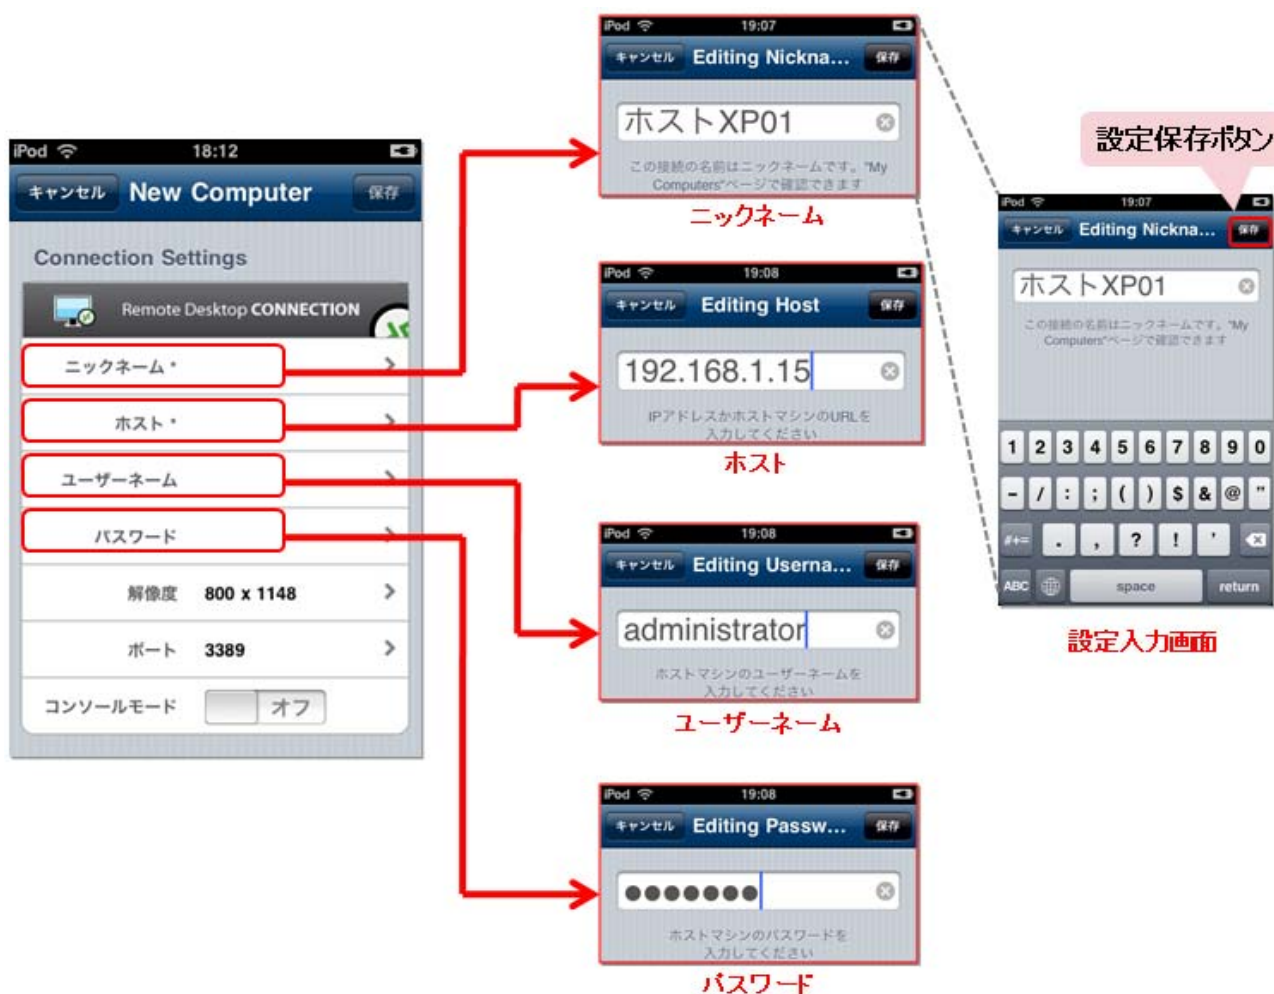 iPod 18:12
キャンセル New Computer 保存
Connection Settings
Remote Desktop CONNECTION
ニックネーム *
ホスト *
ユーザーネーム
パスワード
解像度 800 x 1148
ポート 3389
コンソールモード オフ
iPod 19:07
キャンセル Editing Nickna... 保存
ホストXP01
この接続の名前はニックネームです。"My
Computers"ページで確認できます
ニックネーム
iPod 19:08
キャンセル Editing Host 保存
192.168.1.15
IPアドレスかホストマシンのURLを
入力してください
ホスト
iPod 19:08
キャンセル Editing Userna... 保存
administrator
ホストマシンのユーザーネームを
入力してください
ユーザーネーム
iPod 19:08
キャンセル Editing Passw... 保存
●●●●●●●
ホストマシンのパスワードを
入力してください
パスワード
設定保存ボタン
iPod 19:07
キャンセル Editing Nickna... 保存
ホストXP01
この接続の名前はニックネームです。"My
Computers"ページで確認できます
1 2 3 4 5 6 7 8 9 0
- / : ; ( ) $ & @ "
#+= . , ? ! '
ABC space return
設定入力画面